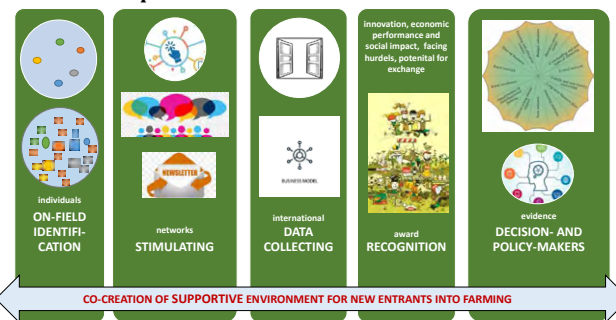 individuals
ON-FIELD
IDENTIFI-
CATION
NEWSLETTER
networks
STIMULATING
BUSINESS MODEL
international
DATA
COLLECTING
innovation, economic
performance and
social impact, facing
hurdels, potenital for
exchange
award
RECOGNITION
evidence
DECISION- AND
POLICY-MAKERS
CO-CREATION OF SUPPORTIVE ENVIRONMENT FOR NEW ENTRANTS INTO FARMING